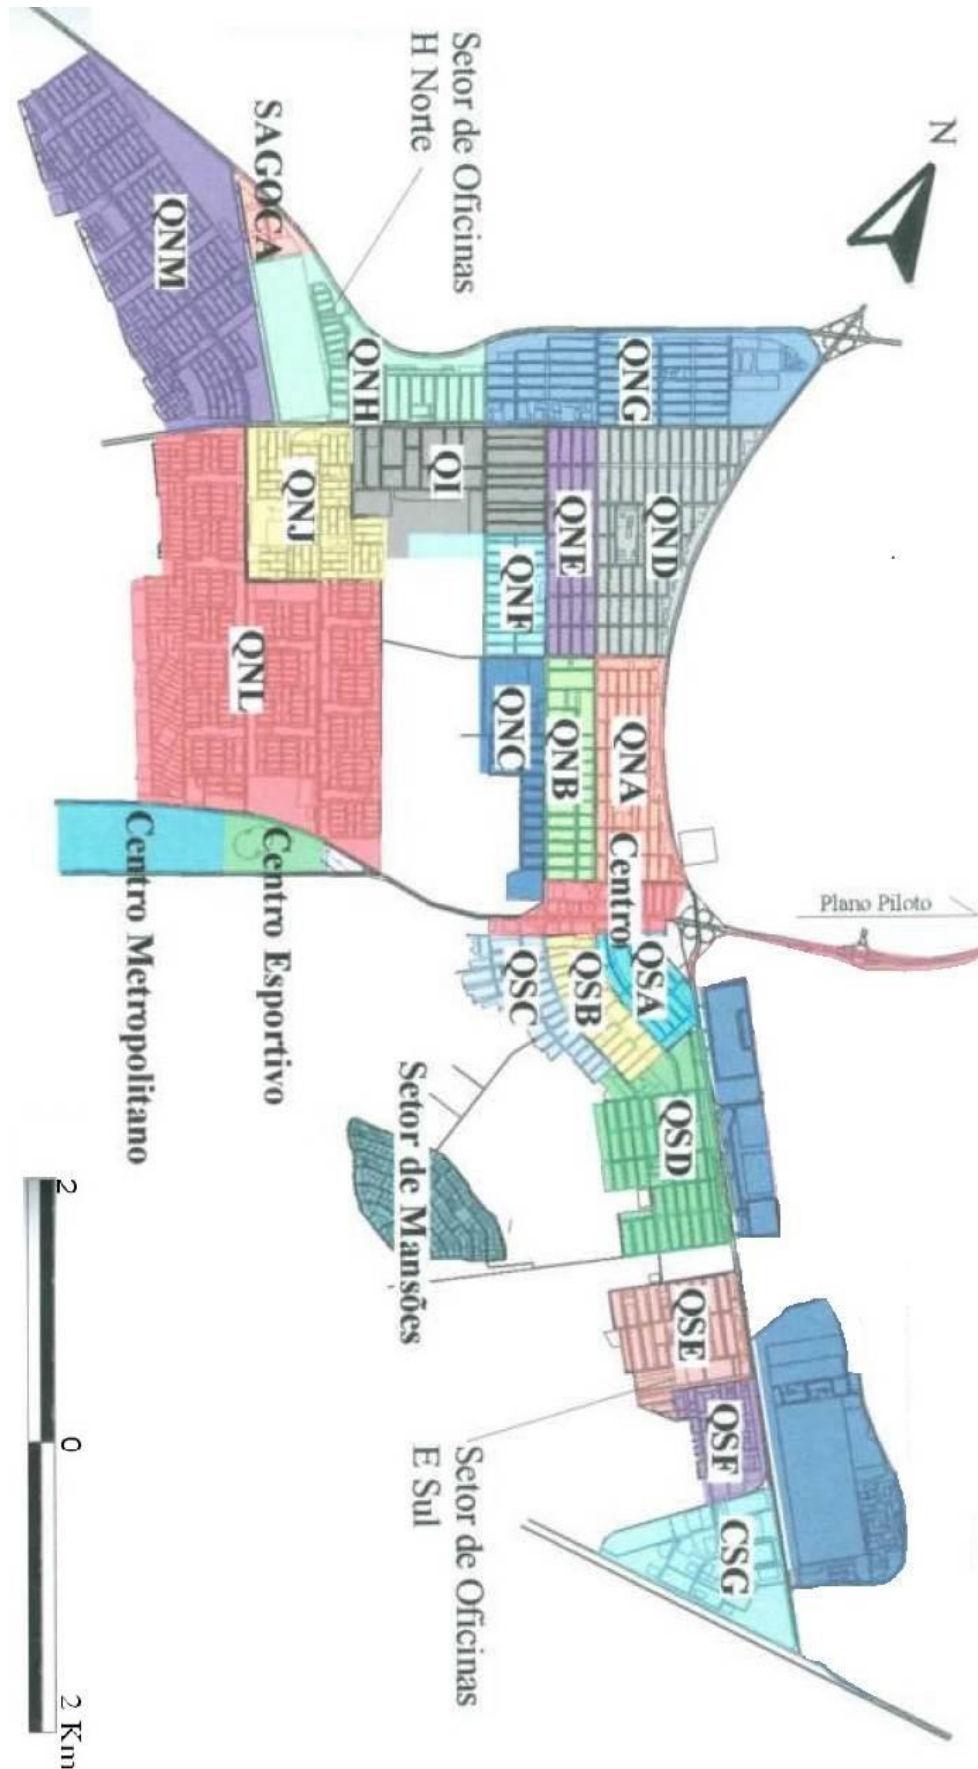 N
Setor de Oficinas
H Norte
SAGOCA
QNM
QNH
QNG
QI
QNJ
QNE
QND
QNF
QNL
QNC
QNB
QNA
Centro
Plano Piloto
Centro Metropolitano
Centro Esportivo
QSC
QSB
QSA
QSD
Setor de Mansões
QSE
QSF
CSG
Setor de Oficinas
E Sul
2
0
2 Km